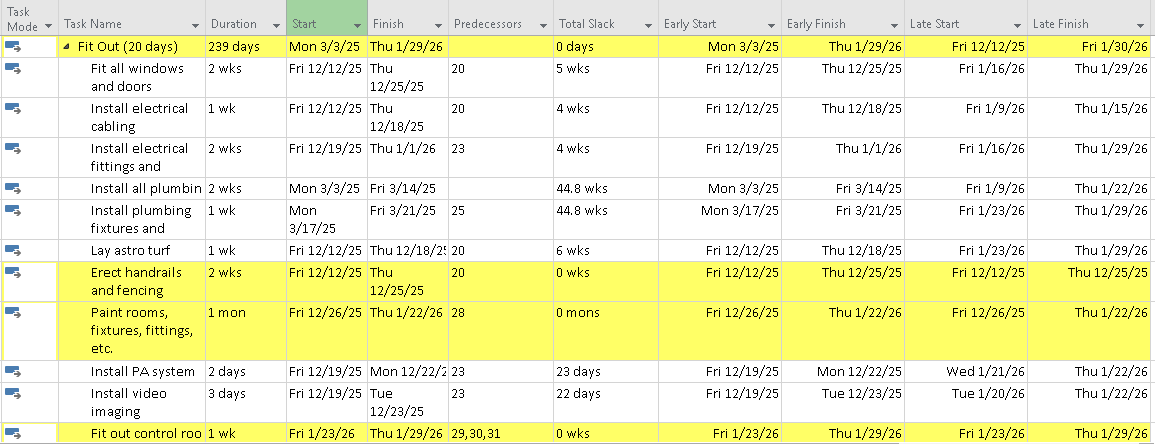 Task Mode Task Name Duration Start Finish Predecessors Total Slack Early Start Early Finish Late Start Late Finish
Fit Out (20 days) 239 days Mon 3/3/25 Thu 1/29/26 0 days Mon 3/3/25 Thu 1/29/26 Fri 12/12/25 Fri 1/30/26
Fit all windows and doors 2 wks Fri 12/12/25 Thu 12/25/25 20 5 wks Fri 12/12/25 Thu 12/25/25 Fri 1/16/26 Thu 1/29/26
Install electrical cabling 1 wk Fri 12/12/25 Thu 12/18/25 20 4 wks Fri 12/12/25 Thu 12/18/25 Fri 1/9/26 Thu 1/15/26
Install electrical fittings and 2 wks Fri 12/19/25 Thu 1/1/26 23 4 wks Fri 12/19/25 Thu 1/1/26 Fri 1/16/26 Thu 1/29/26
Install all plumbin 2 wks Mon 3/3/25 Fri 3/14/25 44.8 wks Mon 3/3/25 Fri 3/14/25 Fri 1/9/26 Thu 1/22/26
Install plumbing fixtures and 1 wk Mon 3/17/25 Fri 3/21/25 25 44.8 wks Mon 3/17/25 Fri 3/21/25 Fri 1/23/26 Thu 1/29/26
Lay astro turf 1 wk Fri 12/12/25 Thu 12/18/25 20 6 wks Fri 12/12/25 Thu 12/18/25 Fri 1/23/26 Thu 1/29/26
Erect handrails and fencing 2 wks Fri 12/12/25 Thu 12/25/25 20 0 wks Fri 12/12/25 Thu 12/25/25 Fri 12/12/25 Thu 12/25/25
Paint rooms, fixtures, fittings, etc. 1 mon Fri 12/26/25 Thu 1/22/26 28 0 mons Fri 12/26/25 Thu 1/22/26 Fri 12/26/25 Thu 1/22/26
Install PA system 2 days Fri 12/19/25 Mon 12/22/2 23 23 days Fri 12/19/25 Mon 12/22/25 Wed 1/21/26 Thu 1/22/26
Install video imaging 3 days Fri 12/19/25 Tue 12/23/25 23 22 days Fri 12/19/25 Tue 12/23/25 Tue 1/20/26 Thu 1/22/26
Fit out control roo 1 wk Fri 1/23/26 Thu 1/29/26 29,30,31 0 wks Fri 1/23/26 Thu 1/29/26 Fri 1/23/26 Thu 1/29/26